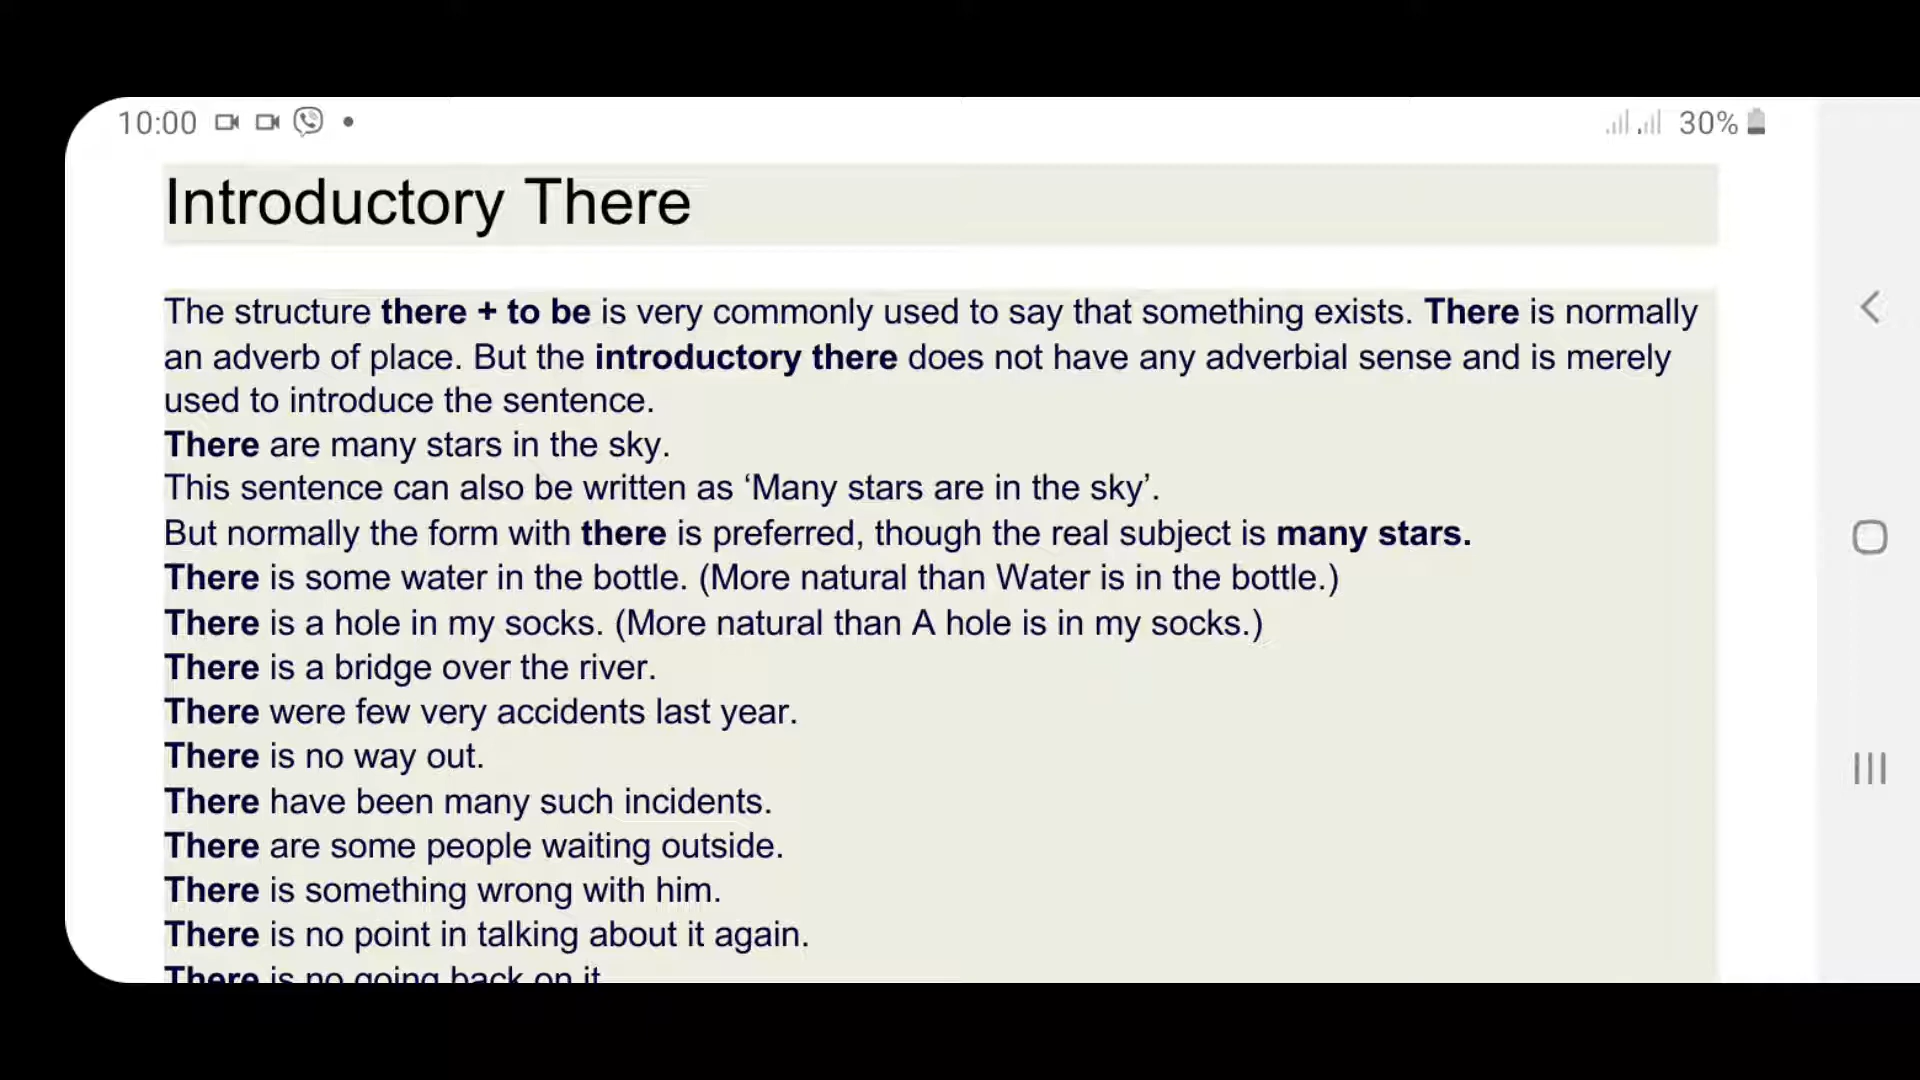 10:00
30%
Introductory There
The structure there + to be is very commonly used to say that something exists. There is normally
an adverb of place. But the introductory there does not have any adverbial sense and is merely
used to introduce the sentence.
There are many stars in the sky.
This sentence can also be written as ‘Many stars are in the sky’.
But normally the form with there is preferred, though the real subject is many stars.
There is some water in the bottle. (More natural than Water is in the bottle.)
There is a hole in my socks. (More natural than A hole is in my socks.)
There is a bridge over the river.
There were few very accidents last year.
There is no way out.
There have been many such incidents.
There are some people waiting outside.
There is something wrong with him.
There is no point in talking about it again.
There is no going back on it